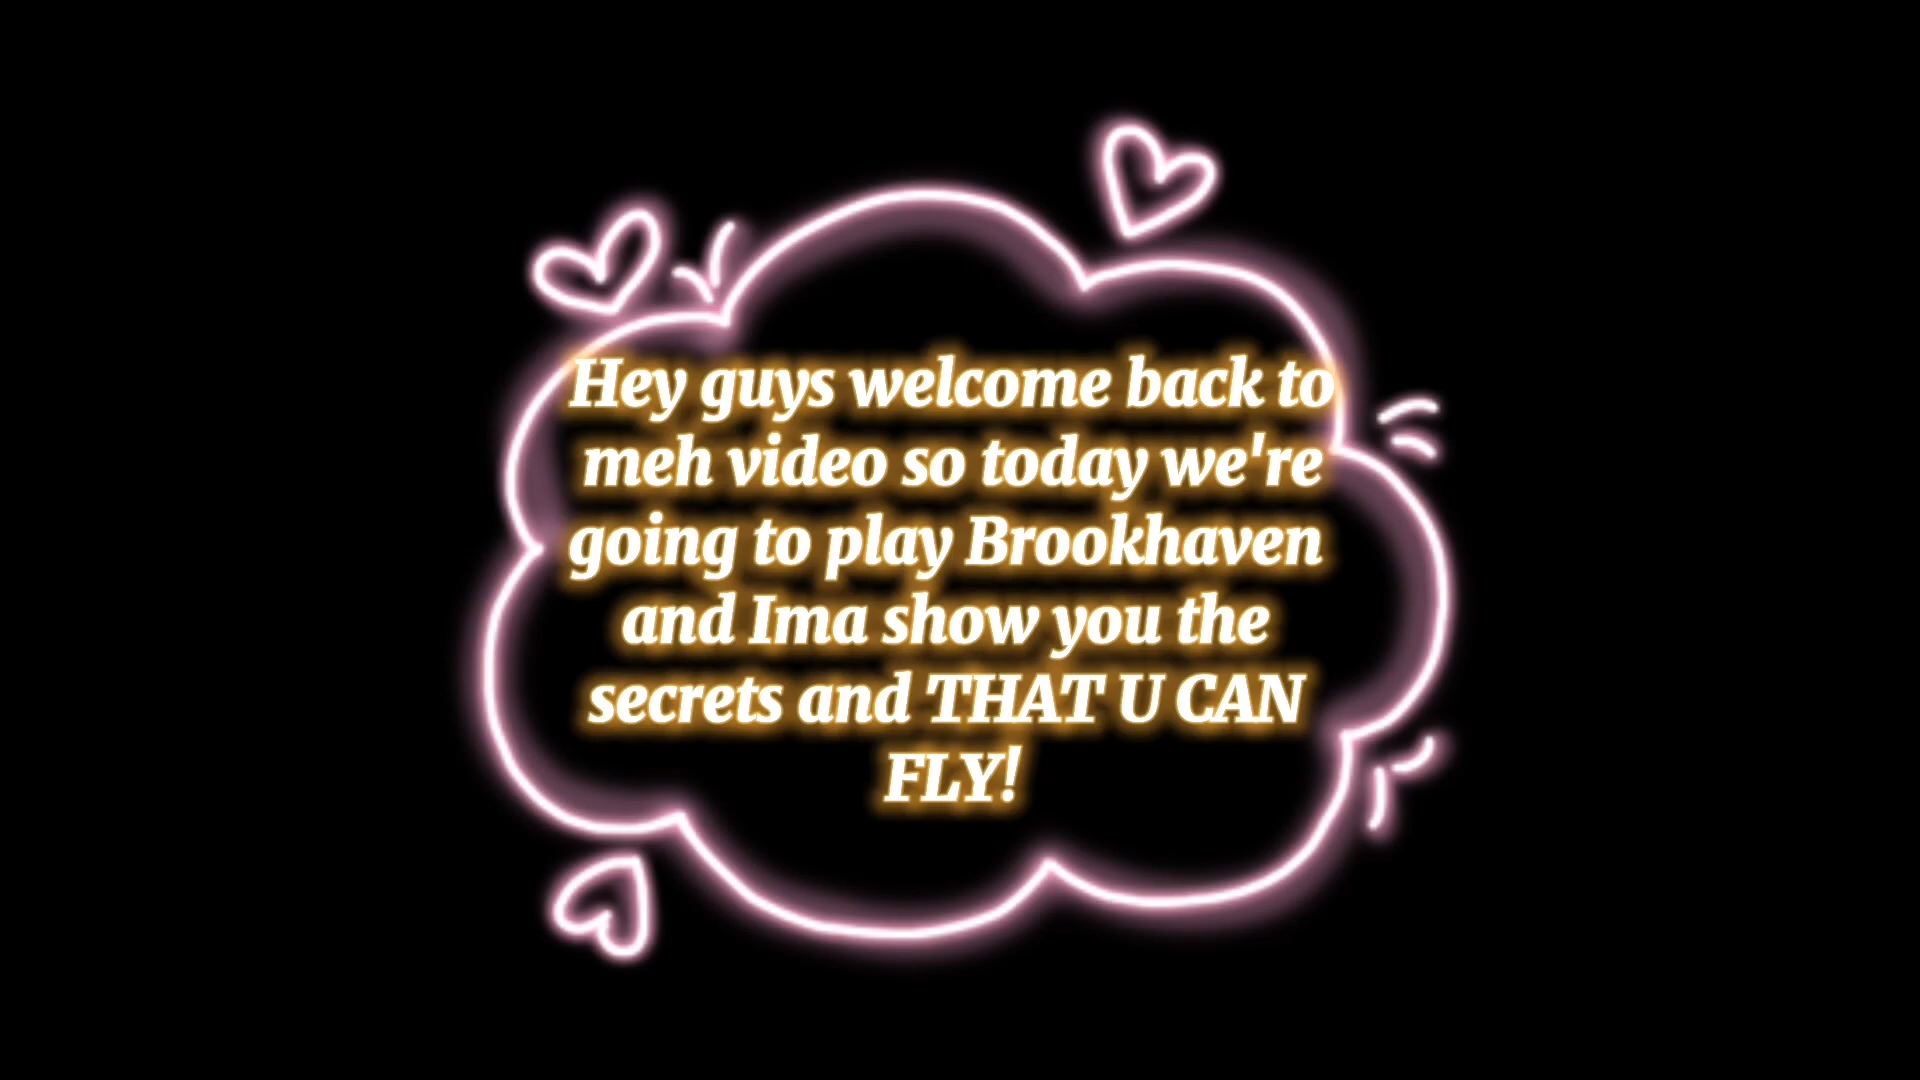 Hey guys welcome back to
meh video so today we're
going to play Brookhaven
and Ima show you the
secrets and THAT U CAN
FLY!